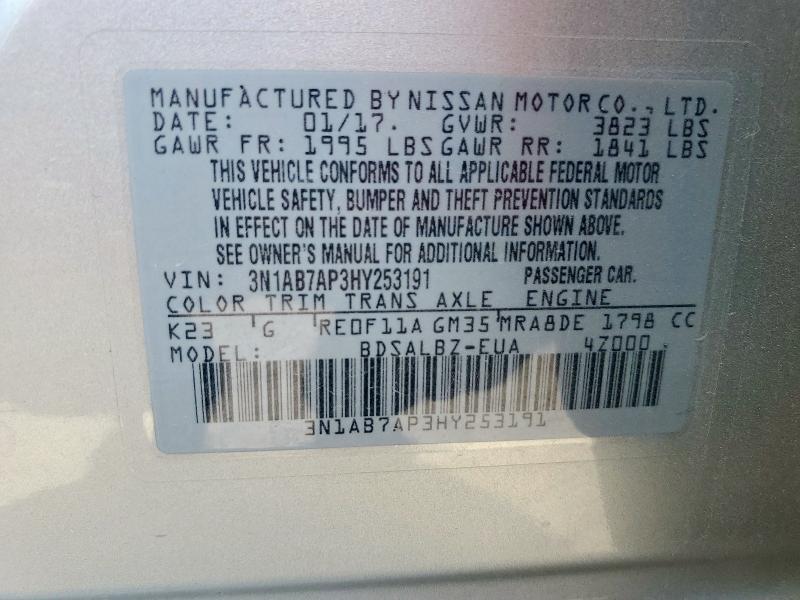 MANUFACTURED BY NISSAN MOTOR CO., LTD.
DATE: 01/17. GVWR: 3823 LBS
GAWR FR: 1995 LBS GAWR RR: 1841 LBS
THIS VEHICLE CONFORMS TO ALL APPLICABLE FEDERAL MOTOR
VEHICLE SAFETY, BUMPER AND THEFT PREVENTION STANDARDS
IN EFFECT ON THE DATE OF MANUFACTURE SHOWN ABOVE.
SEE OWNER'S MANUAL FOR ADDITIONAL INFORMATION.
VIN: 3N1AB7AP3HY253191 PASSENGER CAR.
COLOR TRIM TRANS AXLE ENGINE
K23 G RE0F11A GM35 MRA8DE 1798 CC
MODEL: BDSALBZ-EUA 4Z000
3N1AB7AP3HY253191